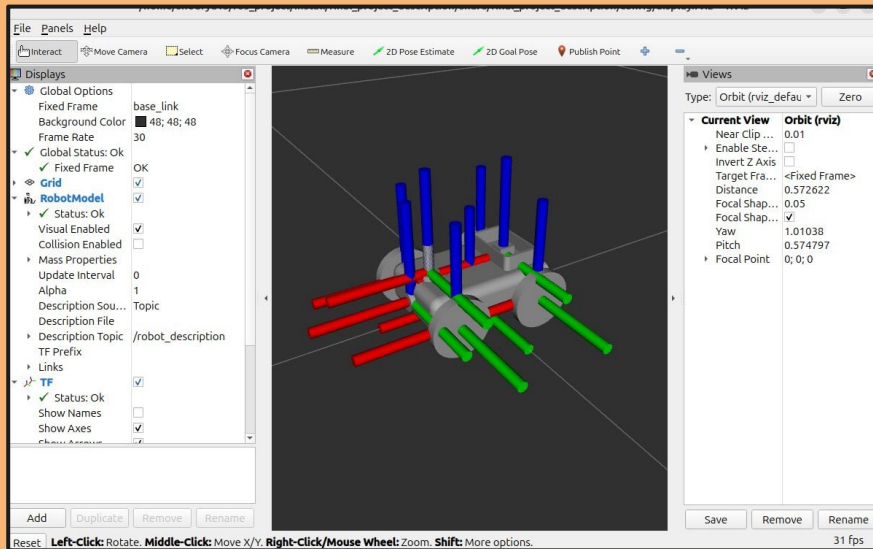 File Panels Help
Interact Move Camera Select Focus Camera Measure 2D Pose Estimate 2D Goal Pose Publish Point
Displays
Global Options
Fixed Frame base_link
Background Color 48; 48; 48
Frame Rate 30
Global Status: Ok
Fixed Frame OK
Grid
RobotModel
Status: Ok
Visual Enabled
Collision Enabled
Mass Properties
Update Interval 0
Alpha 1
Description Sou... Topic
Description File
Description Topic /robot_description
TF Prefix
Links
TF
Status: Ok
Show Names
Show Axes
Show Arrows
Add Duplicate Remove Rename
Views
Type: Orbit (rviz_defau Zero
Current View Orbit (rviz)
Near Clip ... 0.01
Enable Ste...
Invert Z Axis
Target Fra... <Fixed Frame>
Distance 0.572622
Focal Shap... 0.05
Focal Shap...
Yaw 1.01038
Pitch 0.574797
Focal Point 0; 0; 0
Save Remove Rename
Reset Left-Click: Rotate. Middle-Click: Move X/Y. Right-Click/Mouse Wheel: Zoom. Shift: More options. 31 fps